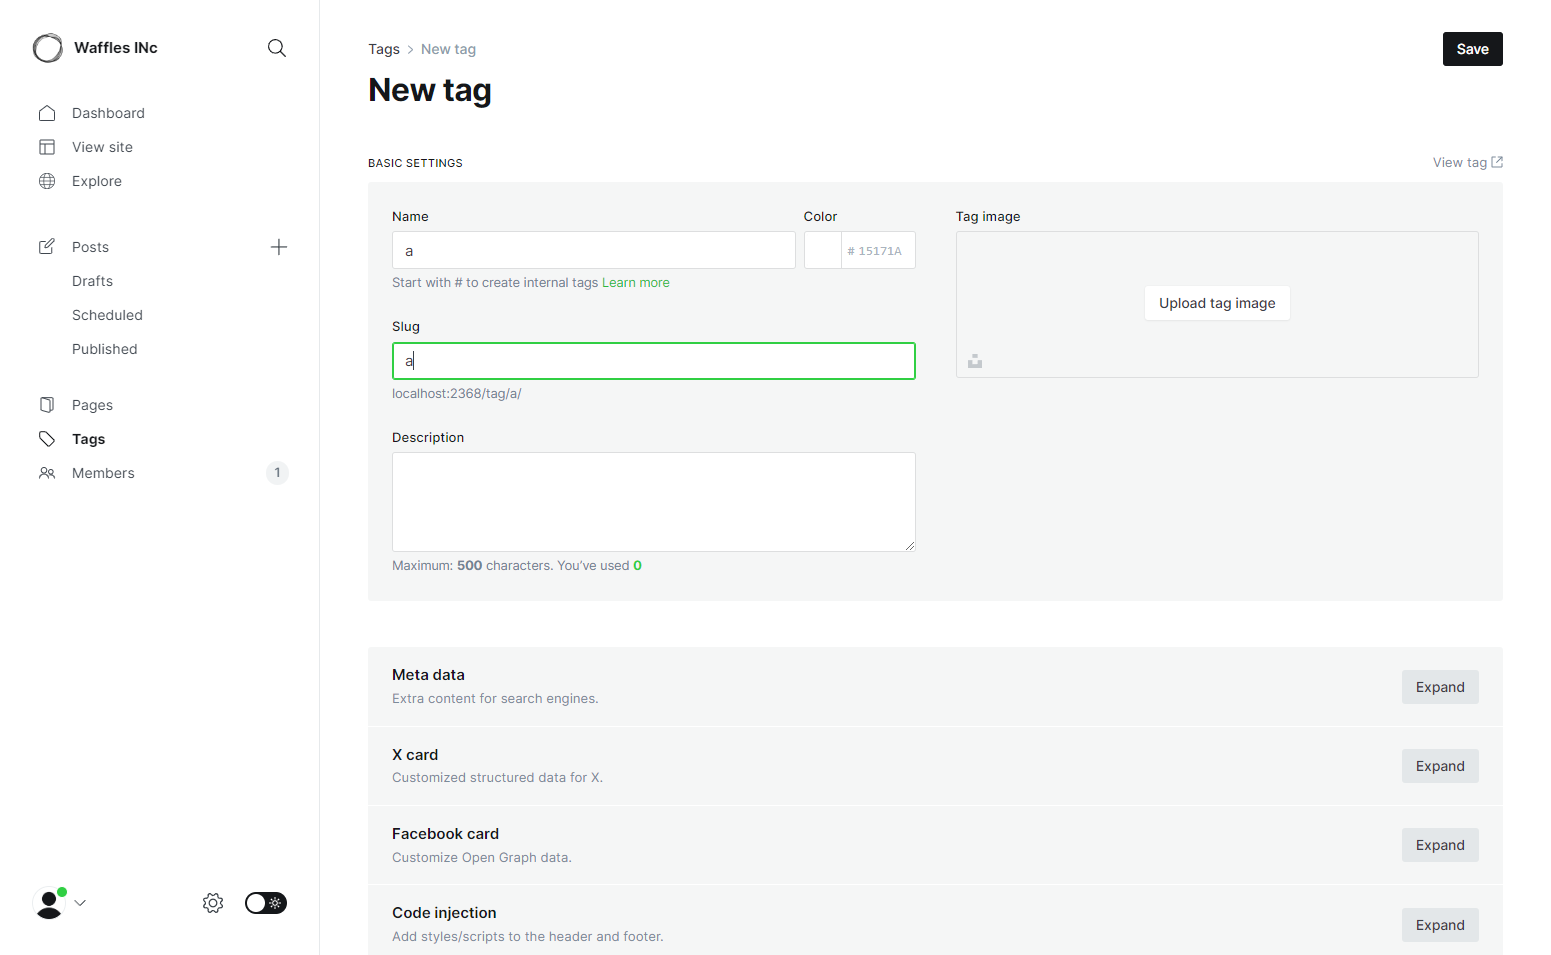 Waffles INc
Dashboard
View site
Explore
Posts
Drafts
Scheduled
Published
Pages
Tags
Members
1
Tags > New tag
Save
New tag
BASIC SETTINGS
View tag
Name
a
Start with # to create internal tags Learn more
Color
# 15171A
Tag image
Upload tag image
Slug
a
localhost:2368/tag/a/
Description
Maximum: 500 characters. You’ve used 0
Meta data
Extra content for search engines.
Expand
X card
Customized structured data for X.
Expand
Facebook card
Customize Open Graph data.
Expand
Code injection
Add styles/scripts to the header and footer.
Expand